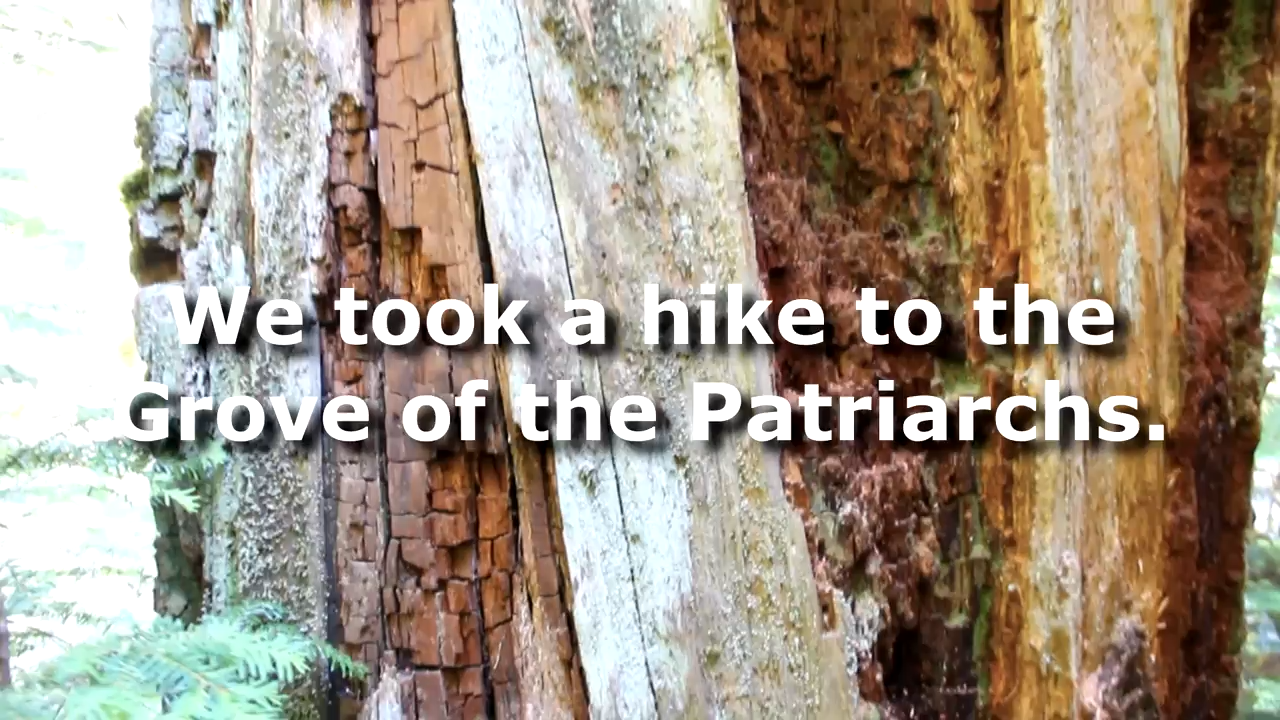 We took a hike to the
Grove of the Patriarchs.